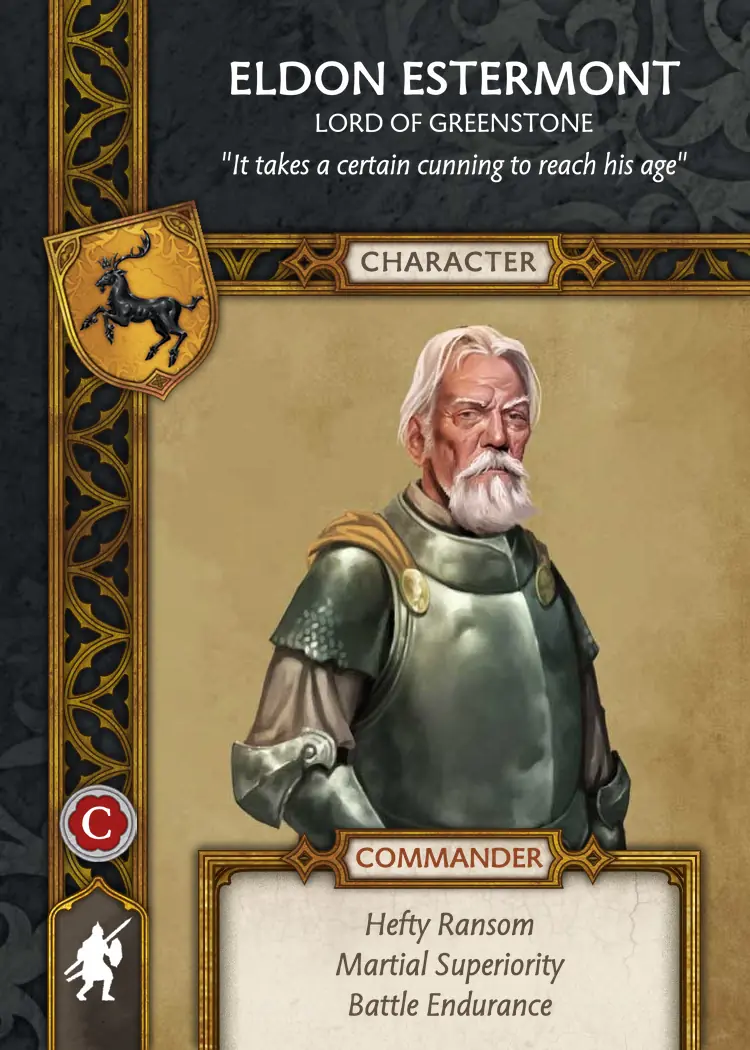 ELDON ESTERMONT
LORD OF GREENSTONE
"It takes a certain cunning to reach his age"
CHARACTER
C
COMMANDER
Hefty Ransom
Martial Superiority
Battle Endurance